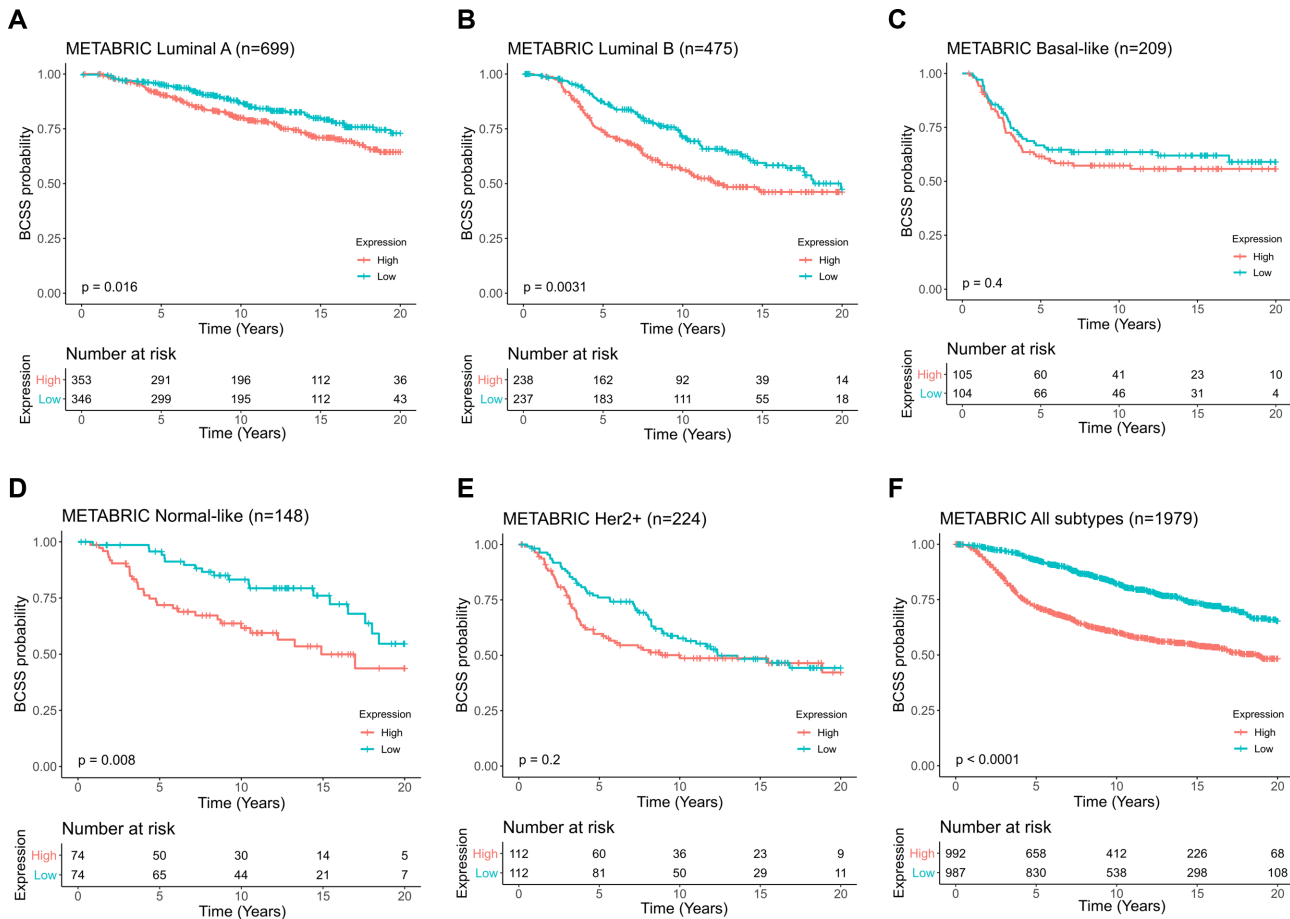 A
METABRIC Luminal A (n=699)
BCSS probability
1.00
0.75
0.50
0.25
0.00
Expression
High
Low
p = 0.016
0 5 10 15 20
Time (Years)
Number at risk
Expression
High 353 291 196 112 36
Low 346 299 195 112 43
0 5 10 15 20
Time (Years)
B
METABRIC Luminal B (n=475)
BCSS probability
1.00
0.75
0.50
0.25
0.00
Expression
High
Low
p = 0.0031
0 5 10 15 20
Time (Years)
Number at risk
Expression
High 238 162 92 39 14
Low 237 183 111 55 18
0 5 10 15 20
Time (Years)
C
METABRIC Basal-like (n=209)
BCSS probability
1.00
0.75
0.50
0.25
0.00
Expression
High
Low
p = 0.4
0 5 10 15 20
Time (Years)
Number at risk
Expression
High 105 60 41 23 10
Low 104 66 46 31 4
0 5 10 15 20
Time (Years)
D
METABRIC Normal-like (n=148)
BCSS probability
1.00
0.75
0.50
0.25
0.00
Expression
High
Low
p = 0.008
0 5 10 15 20
Time (Years)
Number at risk
Expression
High 74 50 30 14 5
Low 74 65 44 21 7
0 5 10 15 20
Time (Years)
E
METABRIC Her2+ (n=224)
BCSS probability
1.00
0.75
0.50
0.25
0.00
Expression
High
Low
p = 0.2
0 5 10 15 20
Time (Years)
Number at risk
Expression
High 112 60 36 23 9
Low 112 81 50 29 11
0 5 10 15 20
Time (Years)
F
METABRIC All subtypes (n=1979)
BCSS probability
1.00
0.75
0.50
0.25
0.00
Expression
High
Low
p < 0.0001
0 5 10 15 20
Time (Years)
Number at risk
Expression
High 992 658 412 226 68
Low 987 830 538 298 108
0 5 10 15 20
Time (Years)